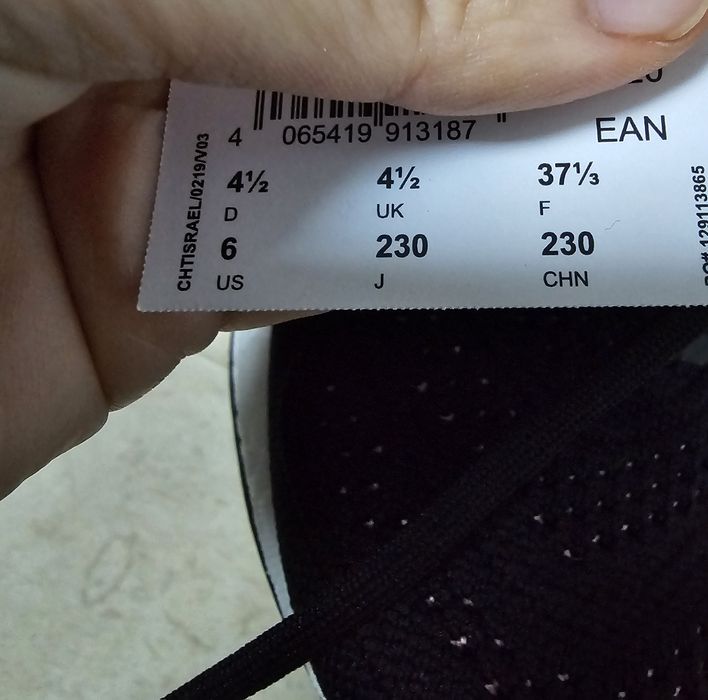 4 065419 913187
EAN
4½ 4½ 37⅓
D UK F
6 230 230
US J CHN
CHTISRAEL/0219/V03
129113865